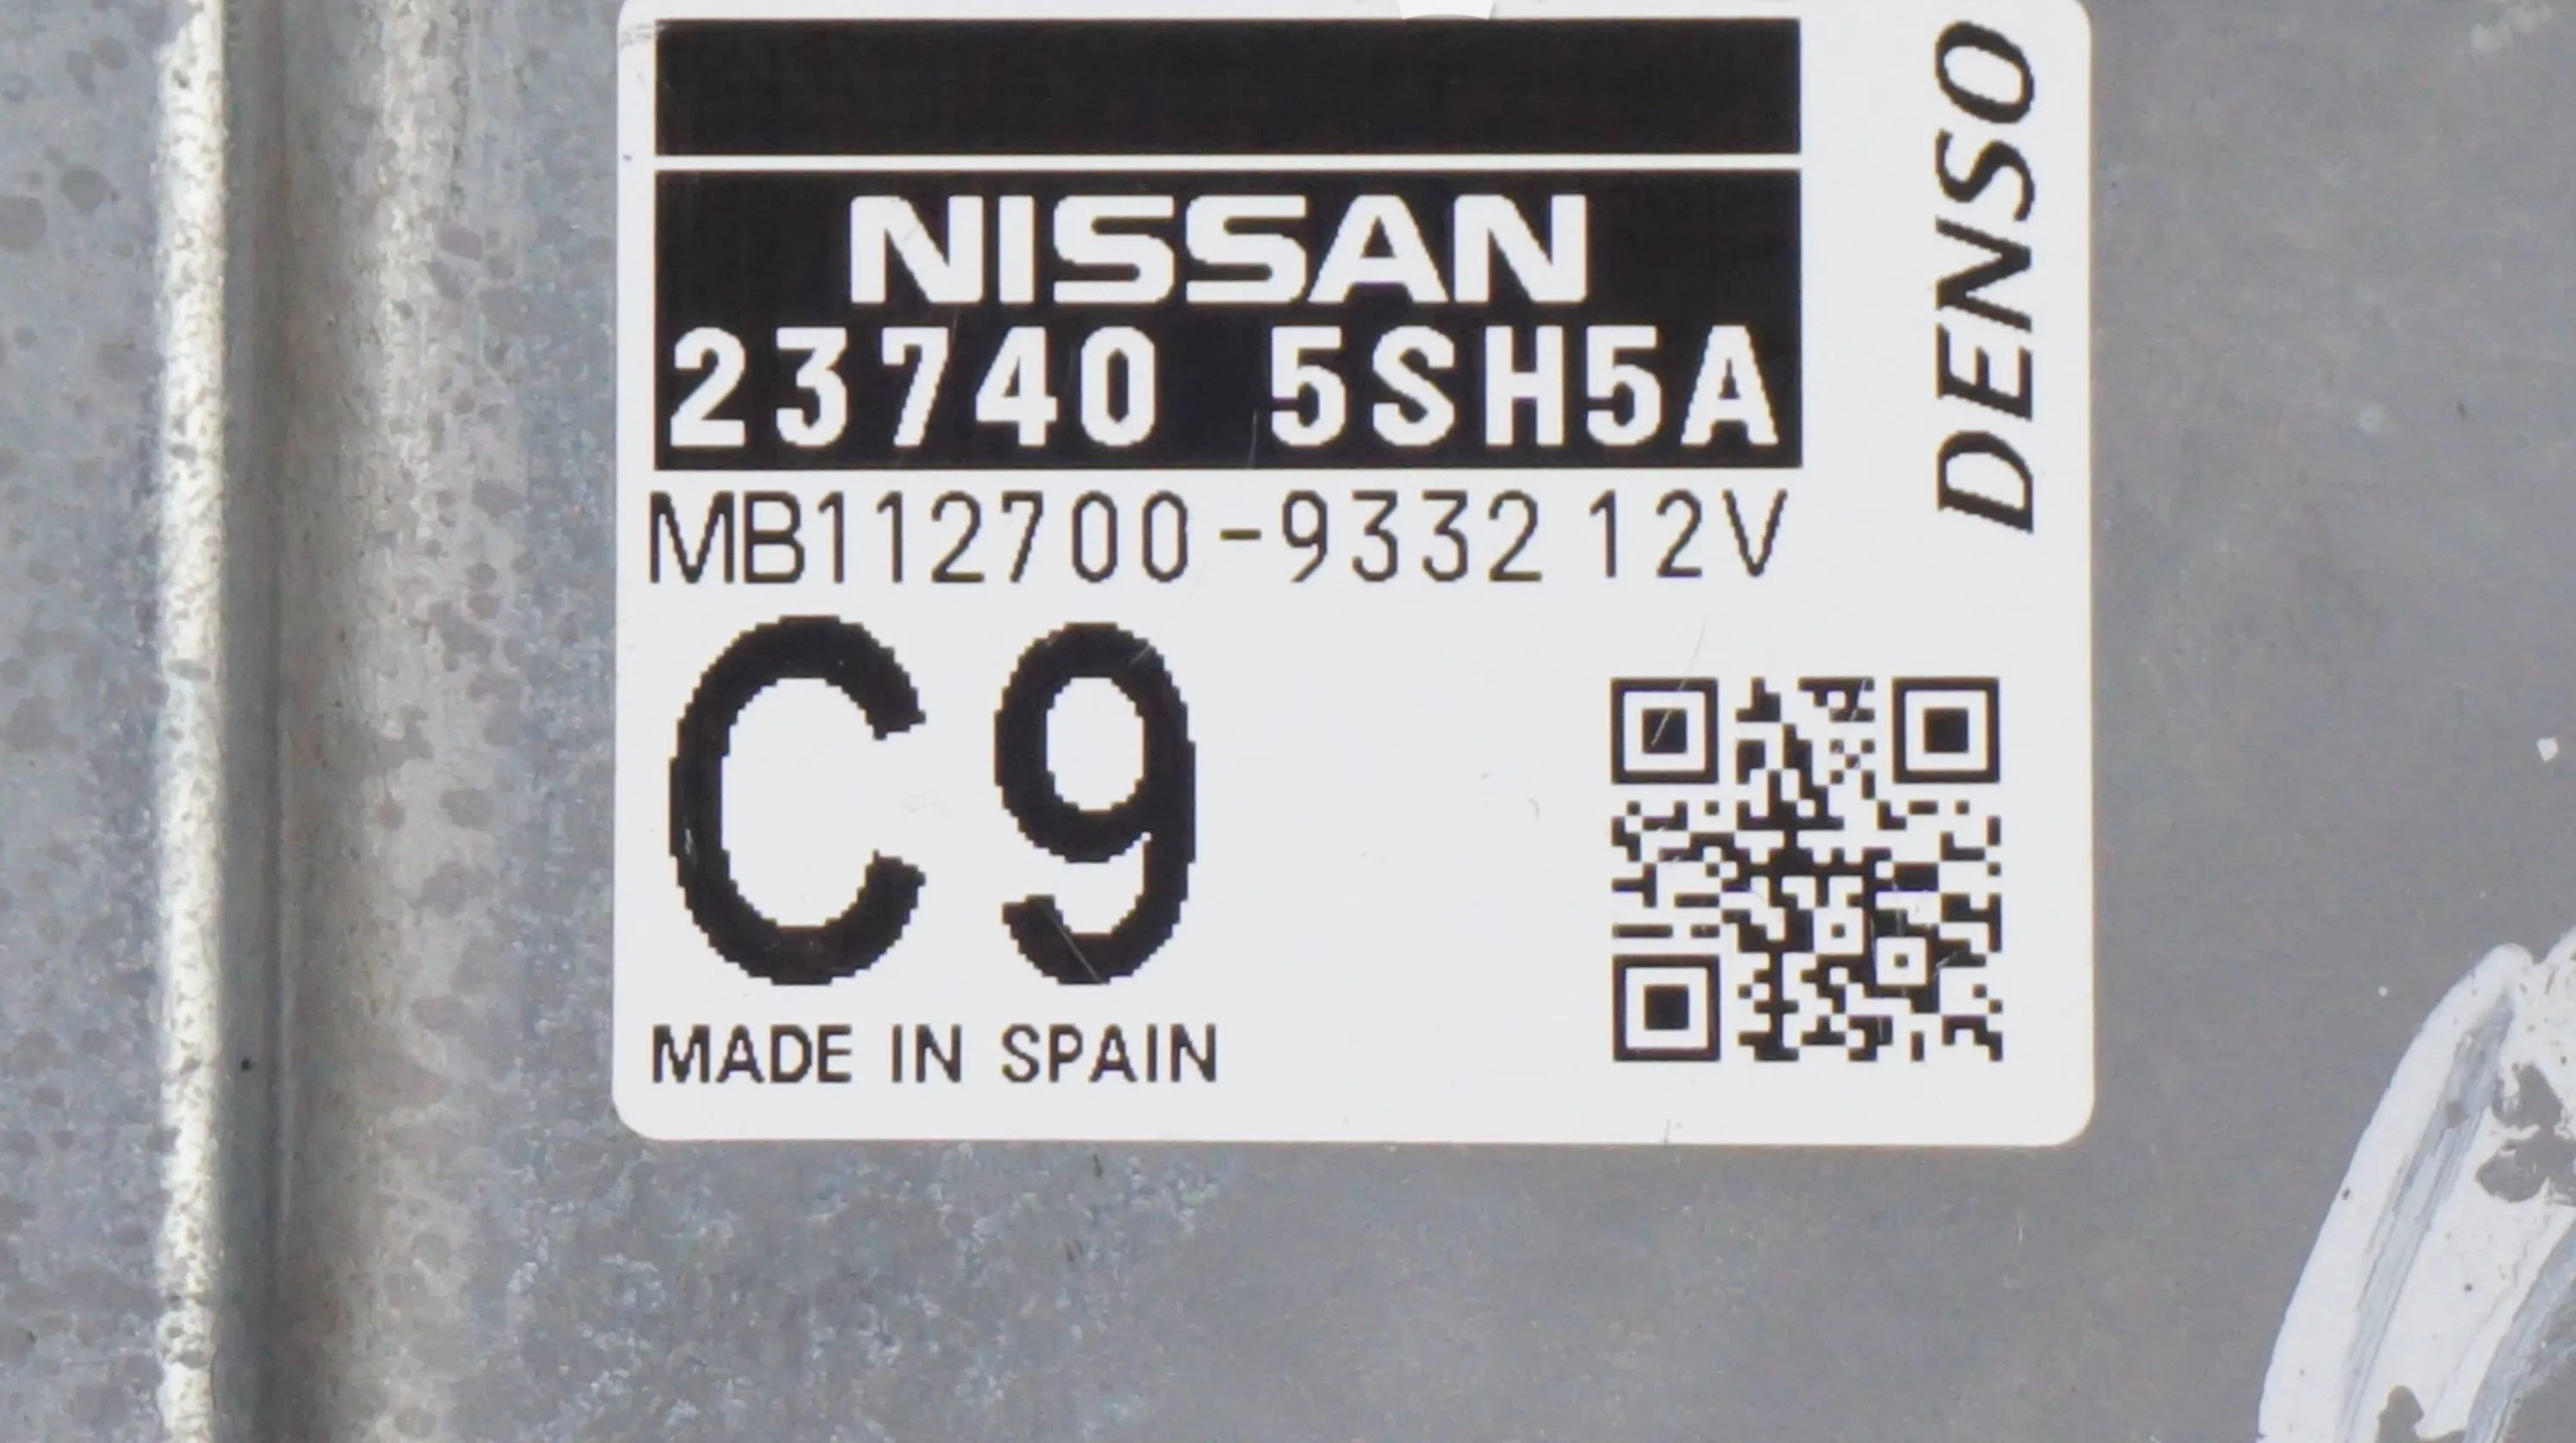 NISSAN
23740 5SH5A
MB112700-9332 12V
C9
MADE IN SPAIN
DENSO